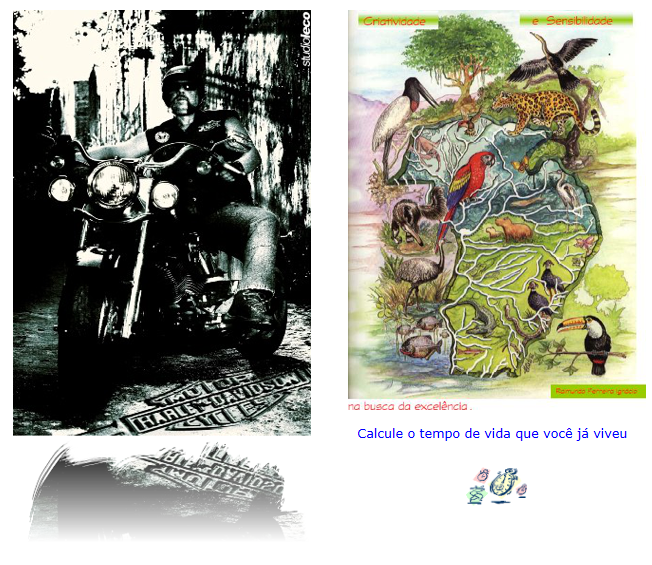 studioleco
MOTOR
HARLEY-DAVIDSON
CYCLES
Criatividade e Sensibilidade
Raimundo Ferreira Ignácio
na busca da excelência.
Calcule o tempo de vida que você já viveu